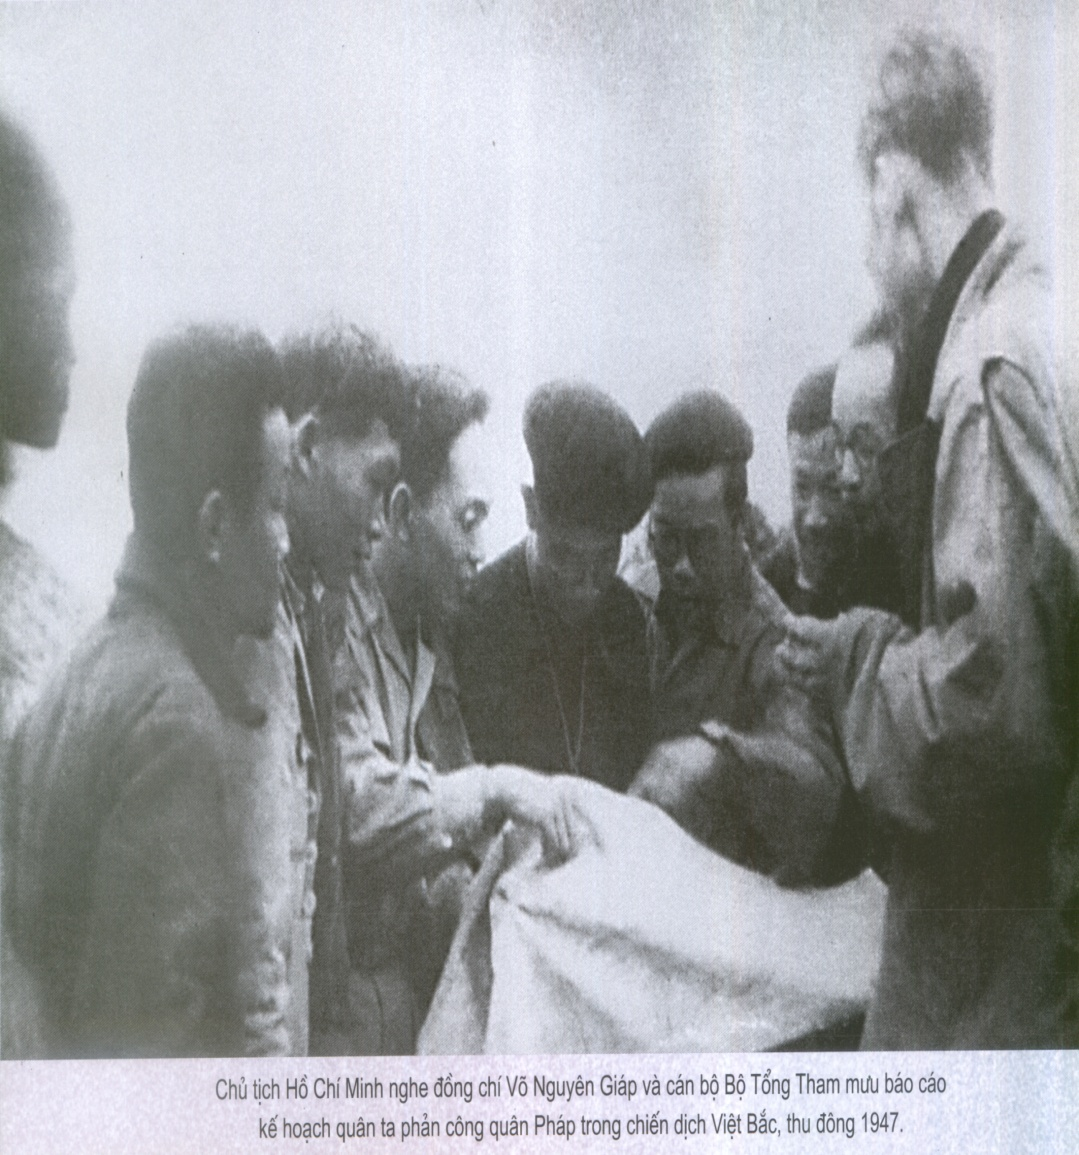 Chủ tịch Hồ Chí Minh nghe đồng chí Võ Nguyên Giáp và cán bộ Bộ Tổng Tham mưu báo cáo
kế hoạch quân ta phản công quân Pháp trong chiến dịch Việt Bắc, thu đông 1947.